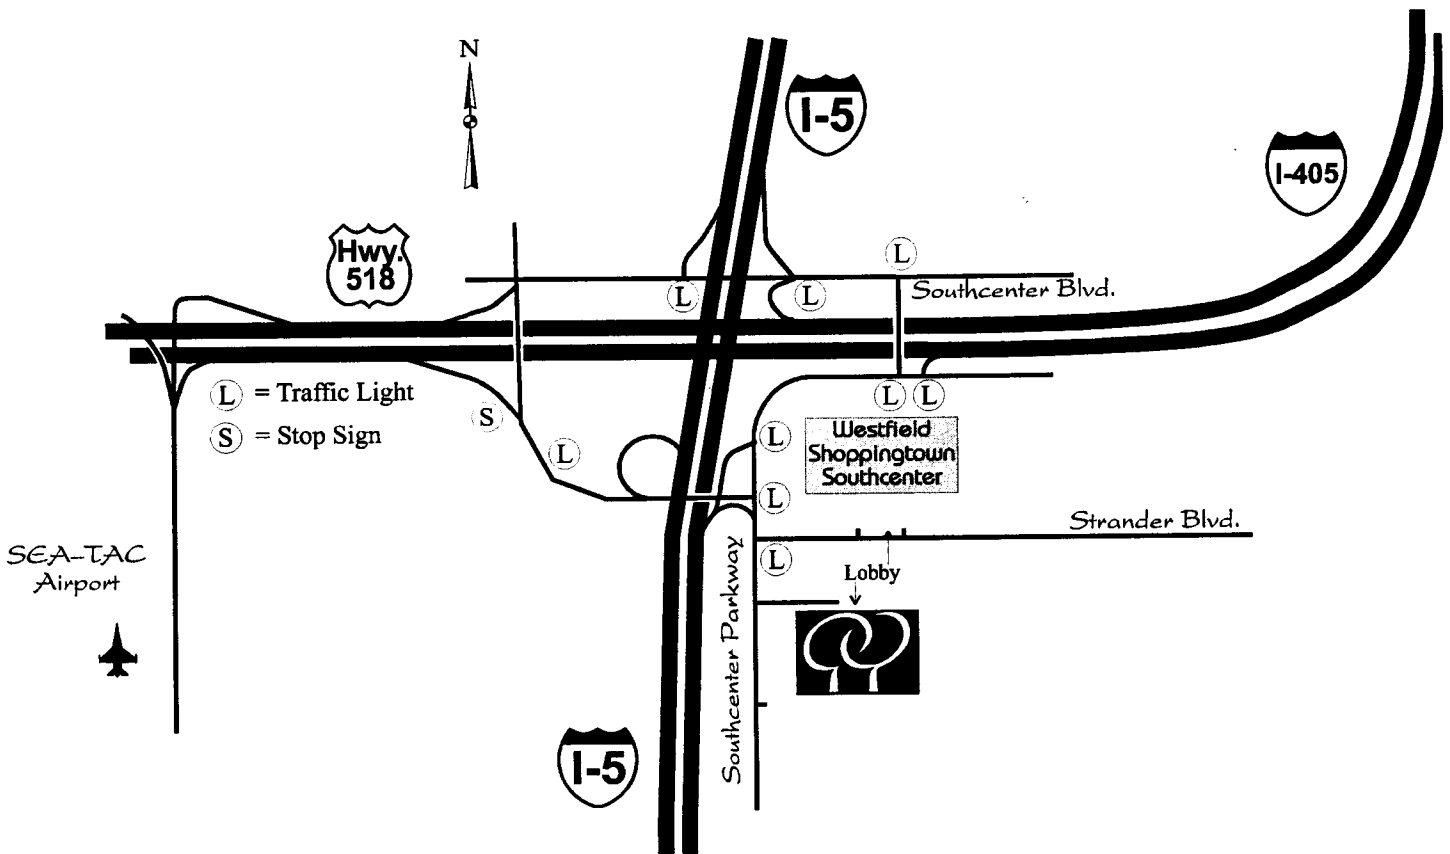 N
I-5
I-405
Hwy.
518
L
Southcenter Blvd.
L
L
L = Traffic Light
S = Stop Sign
S
L
L
L
L
Westfield
Shoppingtown
Southcenter
L
L
Strander Blvd.
L
SEA-TAC
Airport
Lobby
Southcenter Parkway
I-5